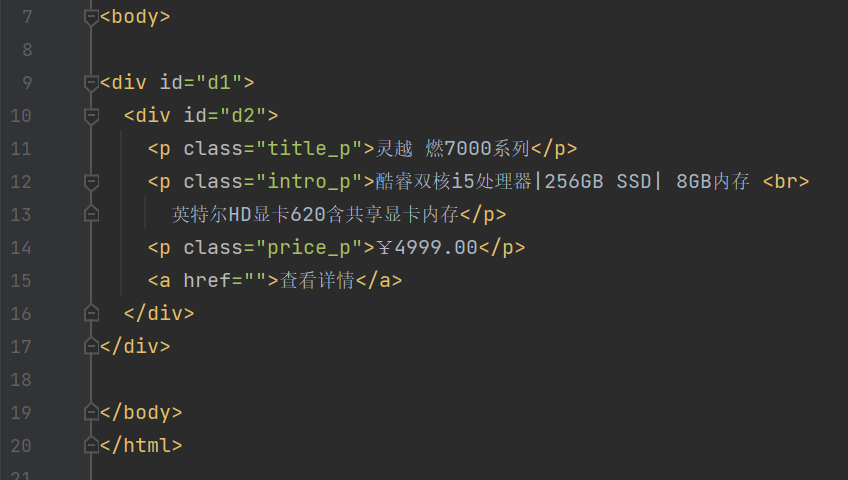 7 <body>
8
9 <div id="d1">
10 <div id="d2">
11 <p class="title_p">灵越 燃7000系列</p>
12 <p class="intro_p">酷睿双核i5处理器|256GB SSD| 8GB内存 <br>
13 英特尔HD显卡620含共享显卡内存</p>
14 <p class="price_p">￥4999.00</p>
15 <a href="">查看详情</a>
16 </div>
17 </div>
18
19 </body>
20 </html>
21